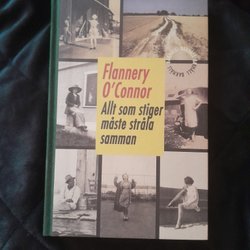 Flannery
O'Connor
Allt som stiger
måste stråla
samman